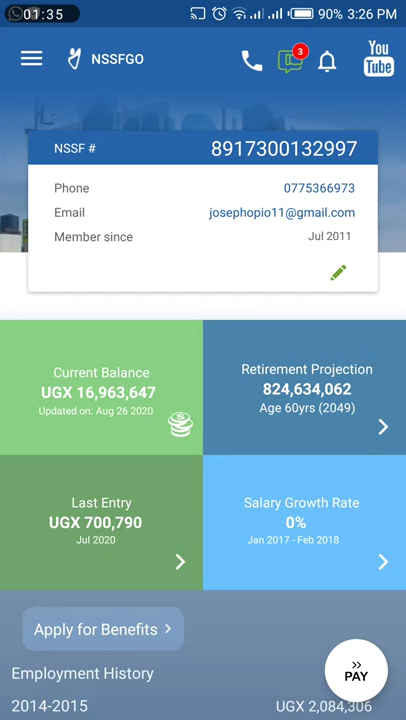 01:35 90% 3:26 PM
NSSFGO 3 You Tube
NSSF # 8917300132997
Phone 0775366973
Email josephopio11@gmail.com
Member since Jul 2011
Current Balance
UGX 16,963,647
Updated on: Aug 26 2020
Retirement Projection
824,634,062
Age 60yrs (2049)
Last Entry
UGX 700,790
Jul 2020
Salary Growth Rate
0%
Jan 2017 - Feb 2018
Apply for Benefits
PAY
Employment History
2014-2015 UGX 2,084,306